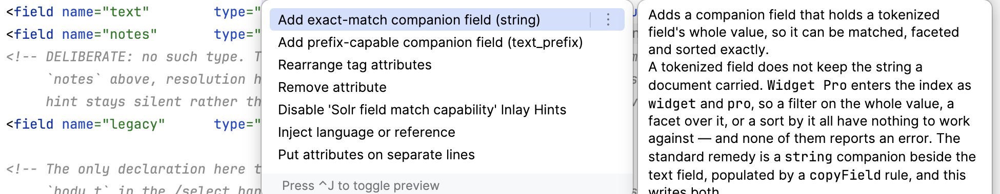 <field name="text" type="
<field name="notes" type="
<!-- DELIBERATE: no such type. T
`notes` above, resolution h
hint stays silent rather th
<field name="legacy" type="
<!-- The only declaration here t
`body_t` in the /select han
Add exact-match companion field (string)
Add prefix-capable companion field (text_prefix)
Rearrange tag attributes
Remove attribute
Disable 'Solr field match capability' Inlay Hints
Inject language or reference
Put attributes on separate lines
Press ^J to toggle preview
Adds a companion field that holds a tokenized
field's whole value, so it can be matched, faceted
and sorted exactly.
A tokenized field does not keep the string a
document carried. Widget Pro enters the index as
widget and pro, so a filter on the whole value, a
facet over it, or a sort by it all have nothing to work
against — and none of them reports an error. The
standard remedy is a string companion beside the
text field, populated by a copyField rule, and this
writes both.